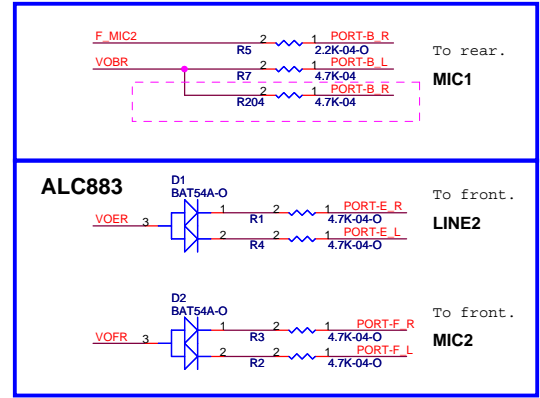 F_MIC2 2 1 PORT-B_R
R5 2.2K-04-O
To rear.
VOBR 2 1 PORT-B_L
R7 4.7K-04
MIC1
2 1 PORT-B_R
R204 4.7K-04
ALC883
D1
BAT54A-O
To front.
VOER 3 1 2 1 PORT-E_R
R1 4.7K-04-O
LINE2
2 2 1 PORT-E_L
R4 4.7K-04-O
D2
BAT54A-O
To front.
VOFR 3 1 2 1 PORT-F_R
R3 4.7K-04-O
MIC2
2 2 1 PORT-F_L
R2 4.7K-04-O